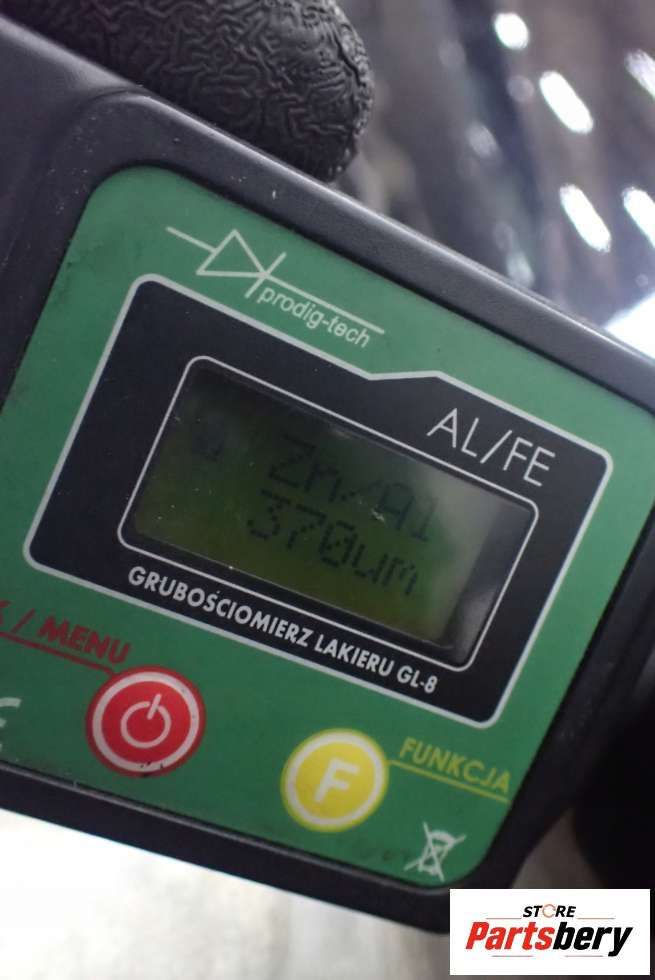 prodig-tech
AL/FE
Zn/Al
370um
GRUBOŚCIOMIERZ LAKIERU GL-8
/ MENU
F
FUNKCJA
STORE
Partsbery